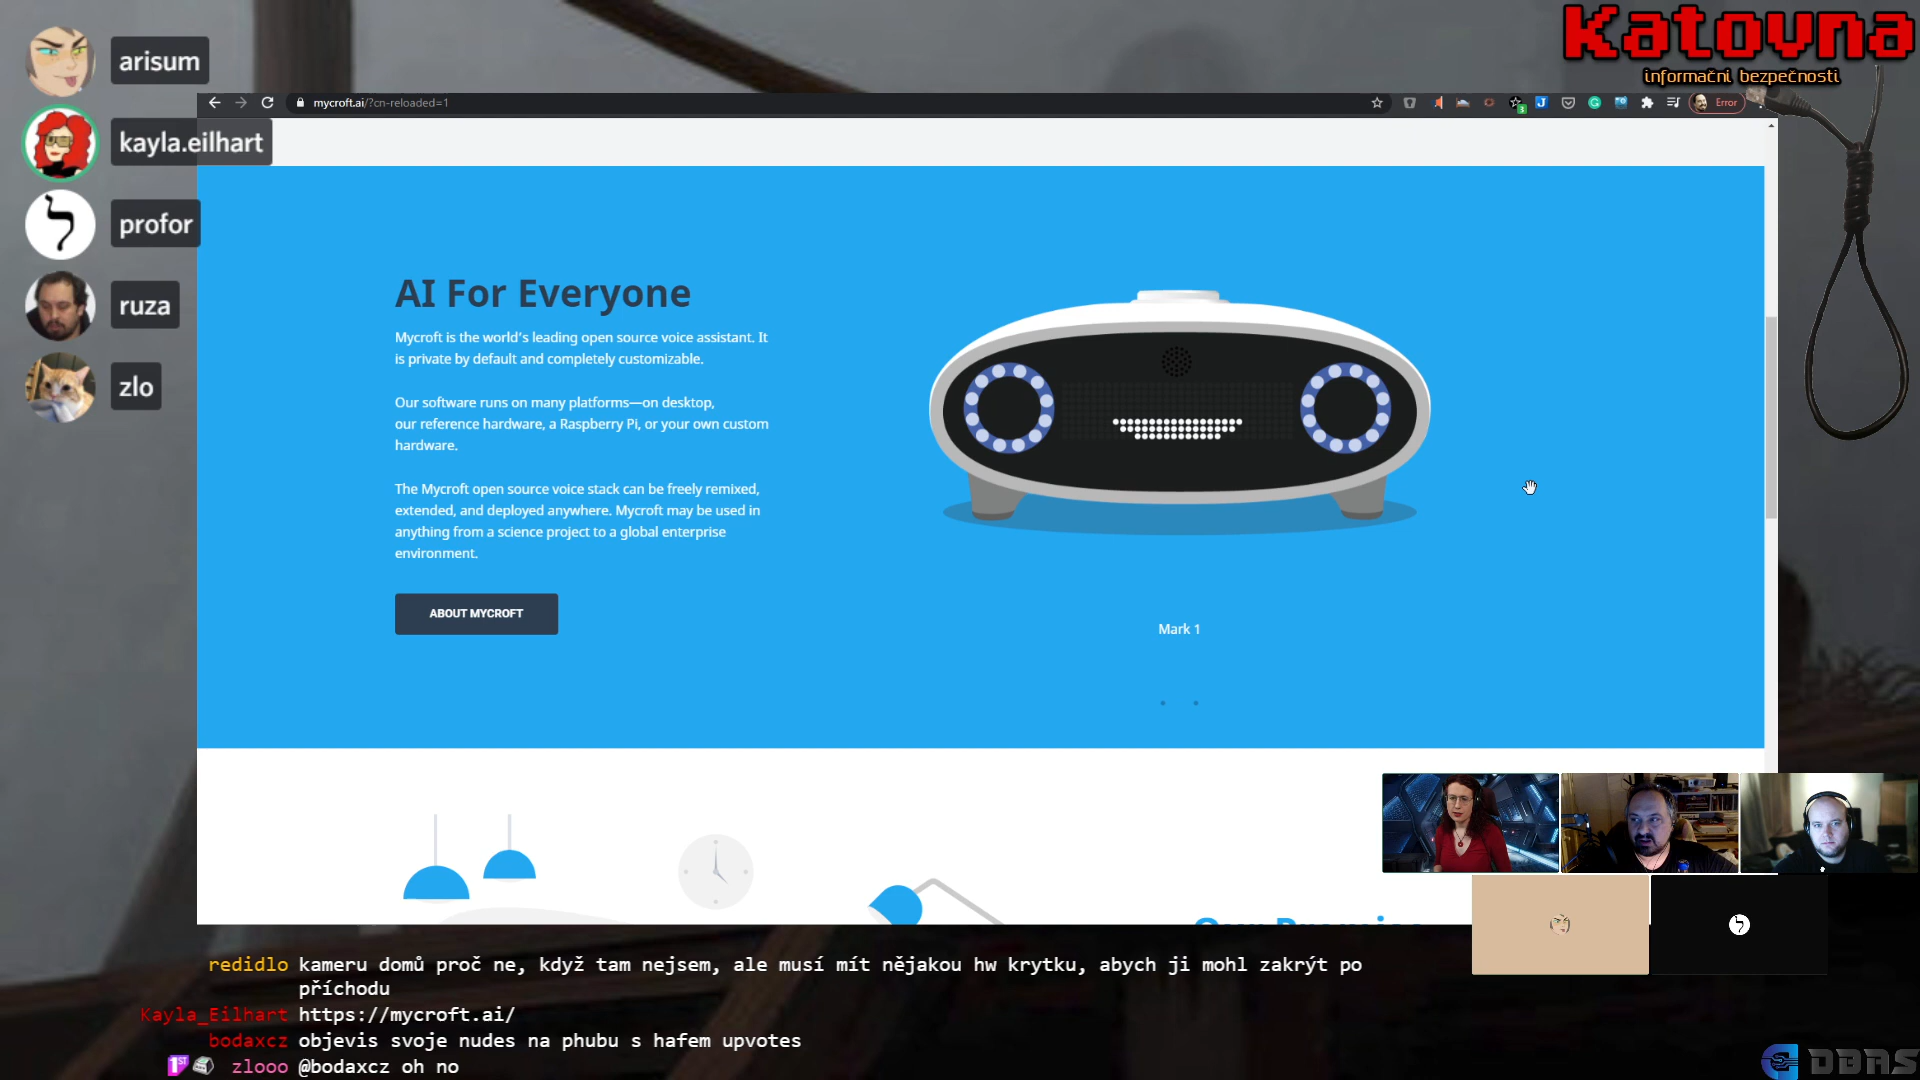 Katovna
informační bezpečnosti
arisum
kayla.eilhart
profor
ruza
zlo
mycroft.ai/?cn-reloaded=1
3
J
Error
AI For Everyone
Mycroft is the world's leading open source voice assistant. It
is private by default and completely customizable.
Our software runs on many platforms—on desktop,
our reference hardware, a Raspberry Pi, or your own custom
hardware.
The Mycroft open source voice stack can be freely remixed,
extended, and deployed anywhere. Mycroft may be used in
anything from a science project to a global enterprise
environment.
ABOUT MYCROFT
Mark 1
redidlo kameru domů proč ne, když tam nejsem, ale musí mít nějakou hw krytku, abych ji mohl zakrýt po
příchodu
Kayla_Eilhart https://mycroft.ai/
bodaxcz objevis svoje nudes na phubu s hafem upvotes
1ST zlooo @bodaxcz oh no
DBAS